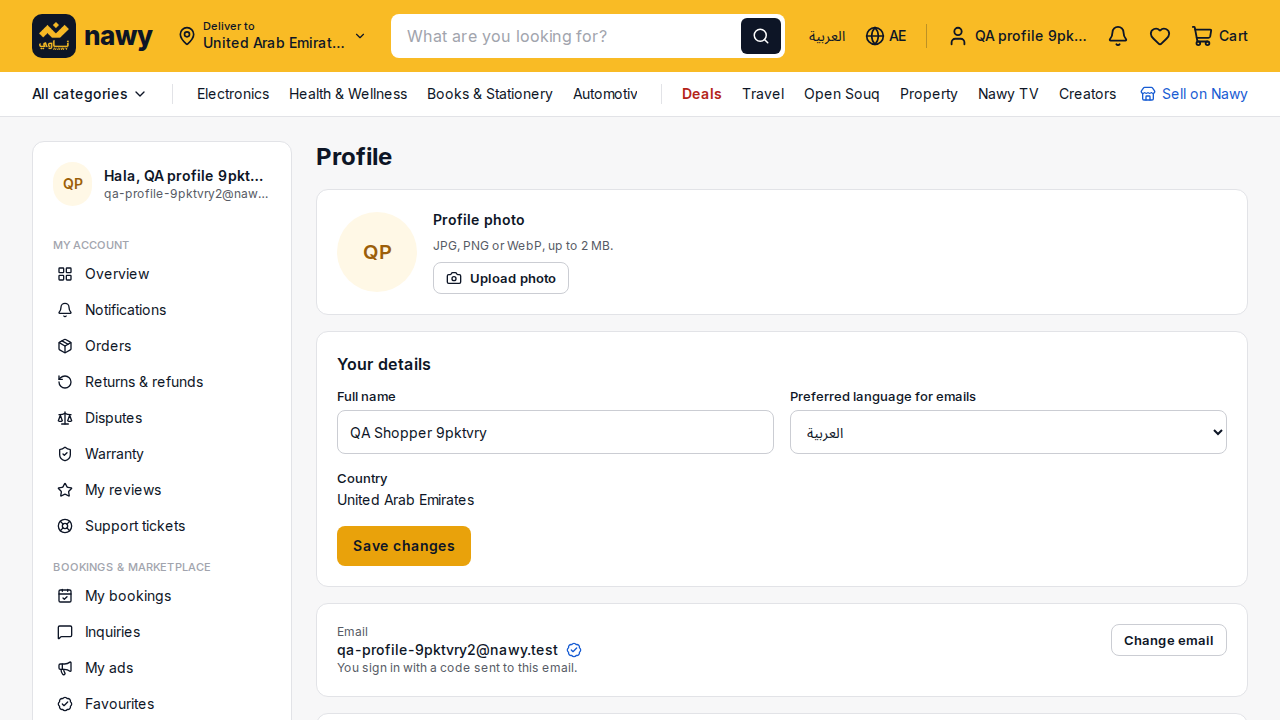 ناوي
NAWY
nawy
Deliver to
United Arab Emirat...
What are you looking for?
العربية
AE
QA profile 9pk...
Cart
All categories
Electronics
Health & Wellness
Books & Stationery
Automotiv
Deals
Travel
Open Souq
Property
Nawy TV
Creators
Sell on Nawy
QP
Hala, QA profile 9pkt...
qa-profile-9pktvry2@naw...
MY ACCOUNT
Overview
Notifications
Orders
Returns & refunds
Disputes
Warranty
My reviews
Support tickets
BOOKINGS & MARKETPLACE
My bookings
Inquiries
My ads
Favourites
Profile
QP
Profile photo
JPG, PNG or WebP, up to 2 MB.
Upload photo
Your details
Full name
QA Shopper 9pktvry
Preferred language for emails
العربية
Country
United Arab Emirates
Save changes
Email
qa-profile-9pktvry2@nawy.test
You sign in with a code sent to this email.
Change email